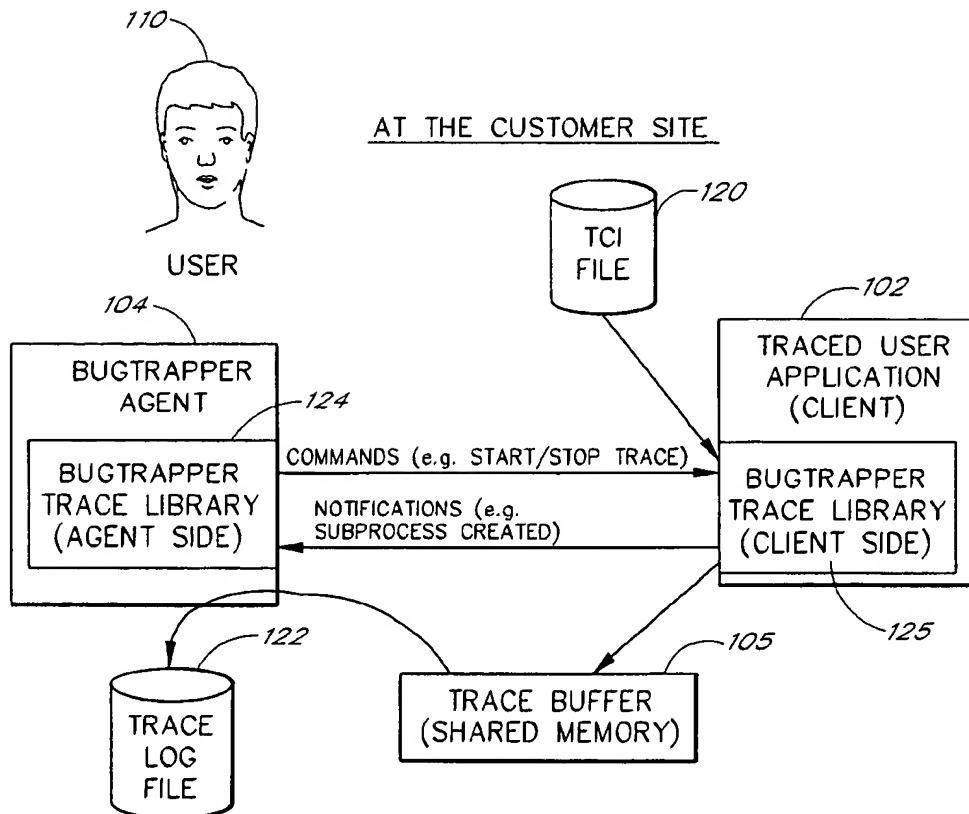 110
AT THE CUSTOMER SITE
USER
120
TCI
FILE
104
BUGTRAPPER
AGENT
124
BUGTRAPPER
TRACE LIBRARY
(AGENT SIDE)
COMMANDS (e.g. START/STOP TRACE)
NOTIFICATIONS (e.g.
SUBPROCESS CREATED)
102
TRACED USER
APPLICATION
(CLIENT)
BUGTRAPPER
TRACE LIBRARY
(CLIENT SIDE)
125
122
TRACE
LOG
FILE
105
TRACE BUFFER
(SHARED MEMORY)